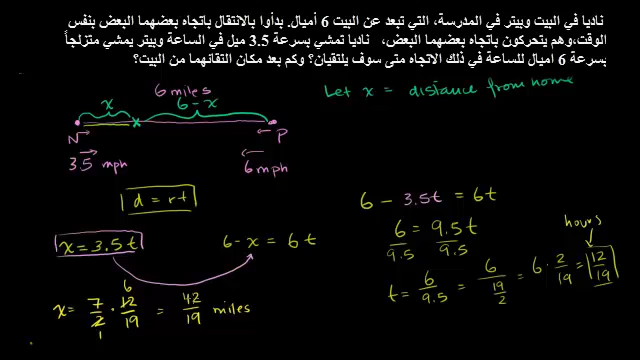 ناديا في البيت وبيتر في المدرسة، التي تبعد عن البيت 6 أميال. بدأوا بالانتقال بأتجاه بعضهما البعض بنفس
الوقت،وهم يتحركون بأتجاه بعضهما البعض، ناديا تمشي بسرعة 3.5 ميل في الساعة وبيتر يمشي متزلجاً
بسرعة 6 اميال للساعة في ذلك الاتجاه متى سوف يلتقيان؟ وكم بعد مكان التقائهما من البيت؟
6 miles
Let x = distance from home
x 6 - x
N P
3.5 mph 6 mph
d = rt
x = 3.5t
6 - x = 6t
x = 7/2 · 12/19 = 42/19 miles
6 1
6 - 3.5t = 6t
6/9.5 = 9.5t/9.5
hours
t = 6/9.5 = 6/(19/2) = 6 · 2/19 = 12/19